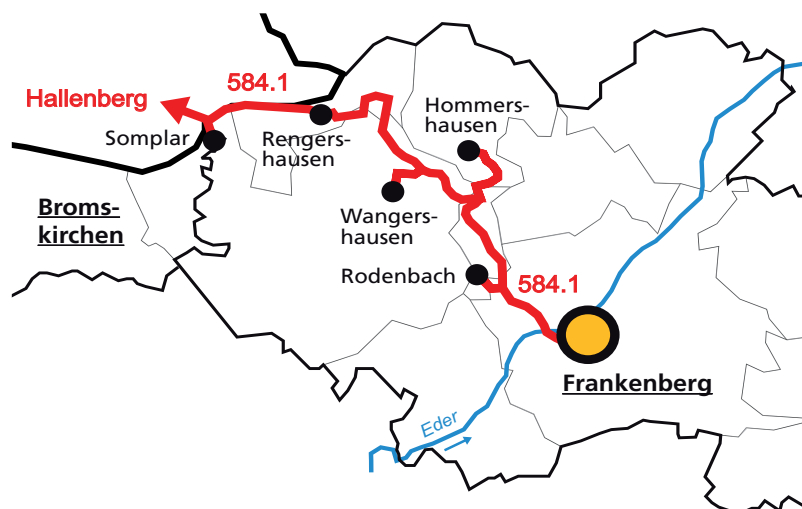 584.1
Hallenberg
Hommers-
hausen
Somplar
Rengers-
hausen
Broms-
kirchen
Wangers-
hausen
Rodenbach
584.1
Frankenberg
Eder